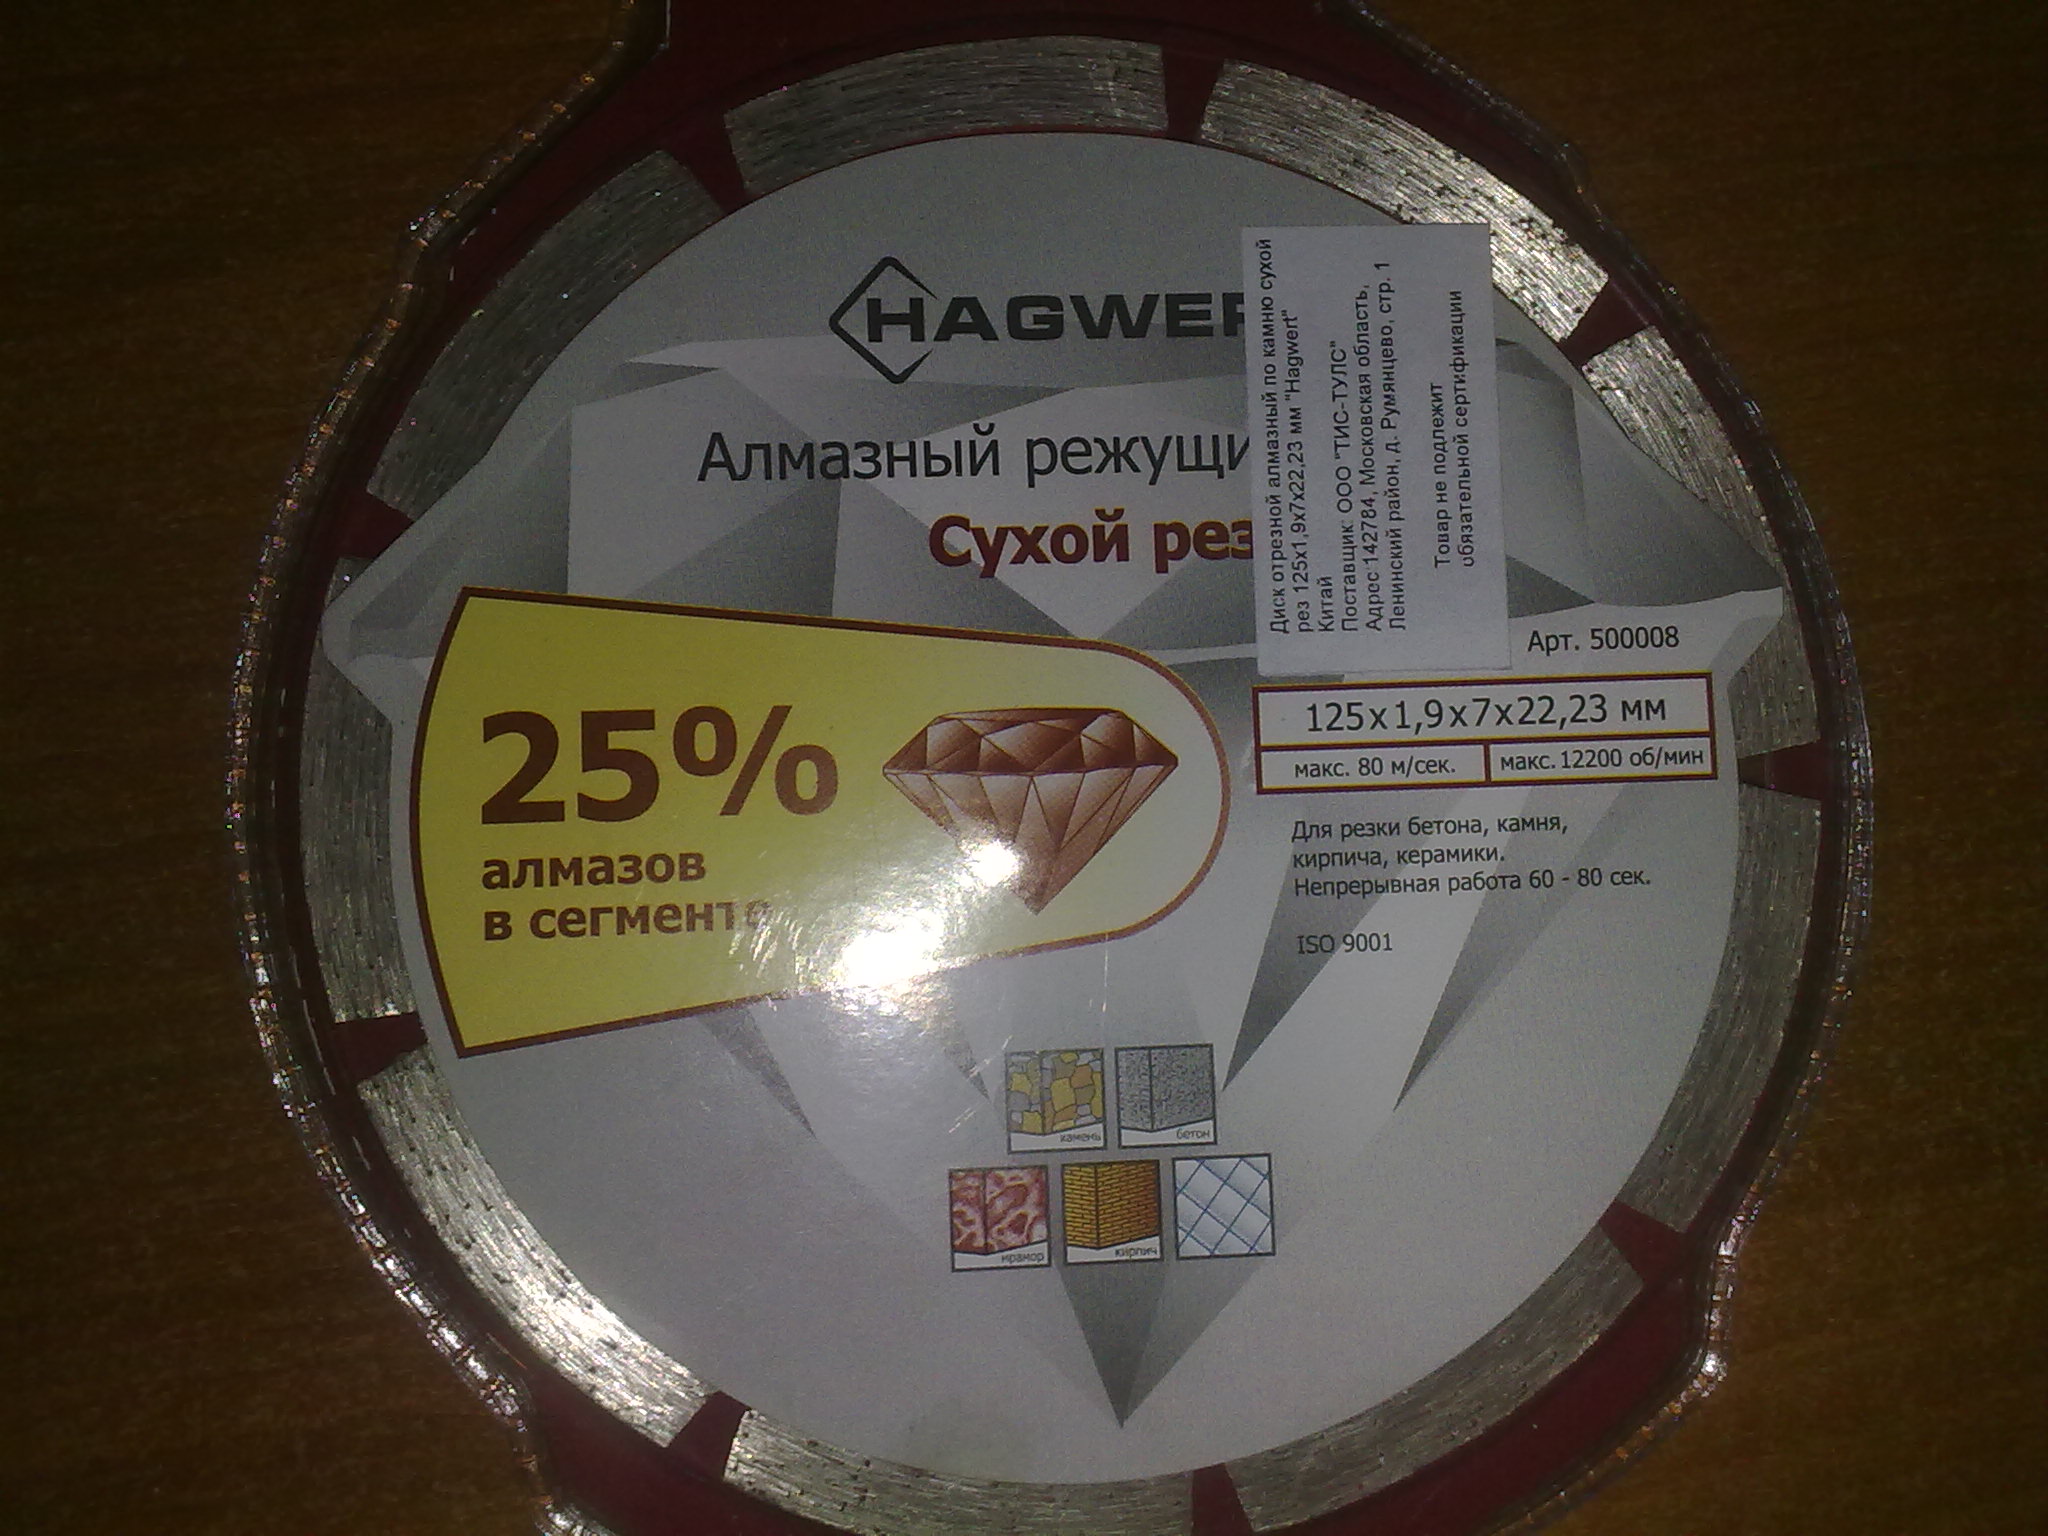 HAGWER
Алмазный режущи
Сухой рез
Диск отрезной алмазный по камню сухой
рез 125x1,9x7x22,23 мм "Hagwert"
Китай
Поставщик: ООО "ТИС-ТУЛС"
Адрес:142784, Московская область,
Ленинский район, д. Румянцево, стр. 1
Товар не подлежит
обязательной сертификации
Арт. 500008
125x1,9x7x22,23 мм
макс. 80 м/сек.
макс. 12200 об/мин
25%
алмазов
в сегменте
Для резки бетона, камня,
кирпича, керамики.
Непрерывная работа 60 - 80 сек.
ISO 9001
камень
бетон
мрамор
кирпич